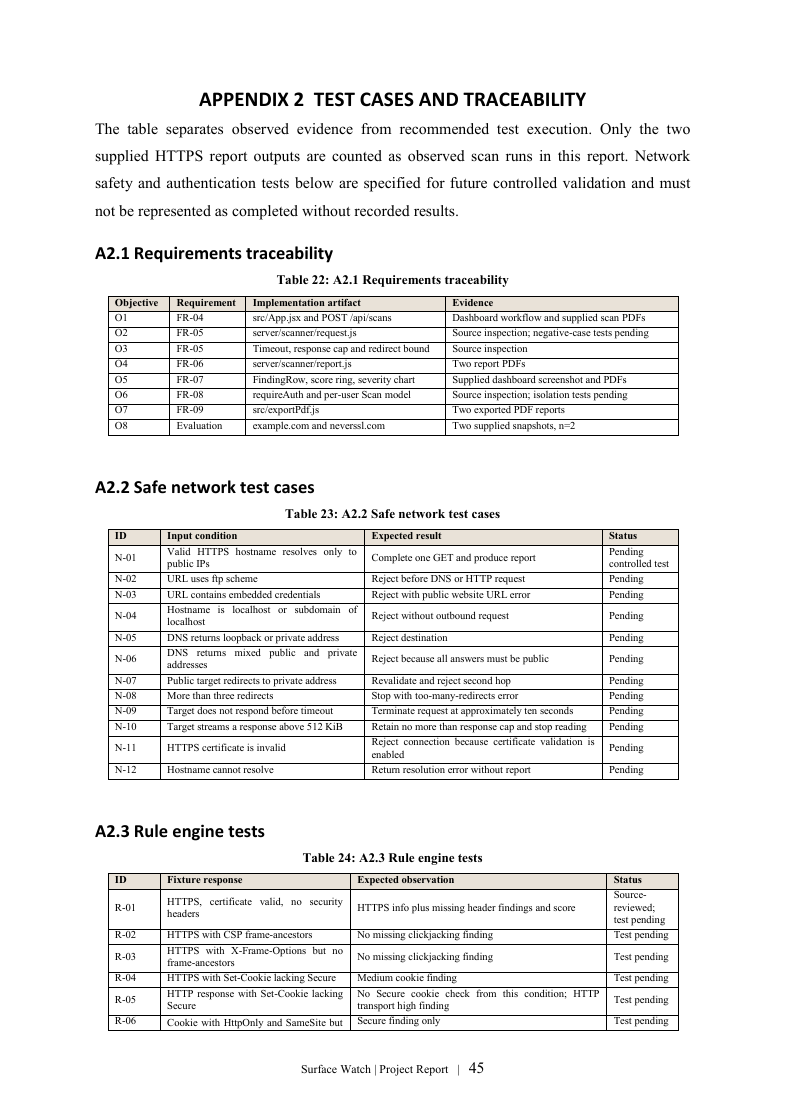 APPENDIX 2  TEST CASES AND TRACEABILITY
The table separates observed evidence from recommended test execution. Only the two
supplied HTTPS report outputs are counted as observed scan runs in this report. Network
safety and authentication tests below are specified for future controlled validation and must
not be represented as completed without recorded results.
A2.1 Requirements traceability
Table 22: A2.1 Requirements traceability
Objective Requirement Implementation artifact Evidence
O1 FR-04 src/App.jsx and POST /api/scans Dashboard workflow and supplied scan PDFs
O2 FR-05 server/scanner/request.js Source inspection; negative-case tests pending
O3 FR-05 Timeout, response cap and redirect bound Source inspection
O4 FR-06 server/scanner/report.js Two report PDFs
O5 FR-07 FindingRow, score ring, severity chart Supplied dashboard screenshot and PDFs
O6 FR-08 requireAuth and per-user Scan model Source inspection; isolation tests pending
O7 FR-09 src/exportPdf.js Two exported PDF reports
O8 Evaluation example.com and neverssl.com Two supplied snapshots, n=2
A2.2 Safe network test cases
Table 23: A2.2 Safe network test cases
ID Input condition Expected result Status
N-01 Valid HTTPS hostname resolves only to
public IPs Complete one GET and produce report Pending
controlled test
N-02 URL uses ftp scheme Reject before DNS or HTTP request Pending
N-03 URL contains embedded credentials Reject with public website URL error Pending
N-04 Hostname is localhost or subdomain of
localhost Reject without outbound request Pending
N-05 DNS returns loopback or private address Reject destination Pending
N-06 DNS returns mixed public and private
addresses Reject because all answers must be public Pending
N-07 Public target redirects to private address Revalidate and reject second hop Pending
N-08 More than three redirects Stop with too-many-redirects error Pending
N-09 Target does not respond before timeout Terminate request at approximately ten seconds Pending
N-10 Target streams a response above 512 KiB Retain no more than response cap and stop reading Pending
N-11 HTTPS certificate is invalid Reject connection because certificate validation is
enabled Pending
N-12 Hostname cannot resolve Return resolution error without report Pending
A2.3 Rule engine tests
Table 24: A2.3 Rule engine tests
ID Fixture response Expected observation Status
R-01 HTTPS, certificate valid, no security
headers HTTPS info plus missing header findings and score Source-
reviewed;
test pending
R-02 HTTPS with CSP frame-ancestors No missing clickjacking finding Test pending
R-03 HTTPS with X-Frame-Options but no
frame-ancestors No missing clickjacking finding Test pending
R-04 HTTPS with Set-Cookie lacking Secure Medium cookie finding Test pending
R-05 HTTP response with Set-Cookie lacking
Secure No Secure cookie check from this condition; HTTP
transport high finding Test pending
R-06 Cookie with HttpOnly and SameSite but Secure finding only Test pending
Surface Watch | Project Report | 45